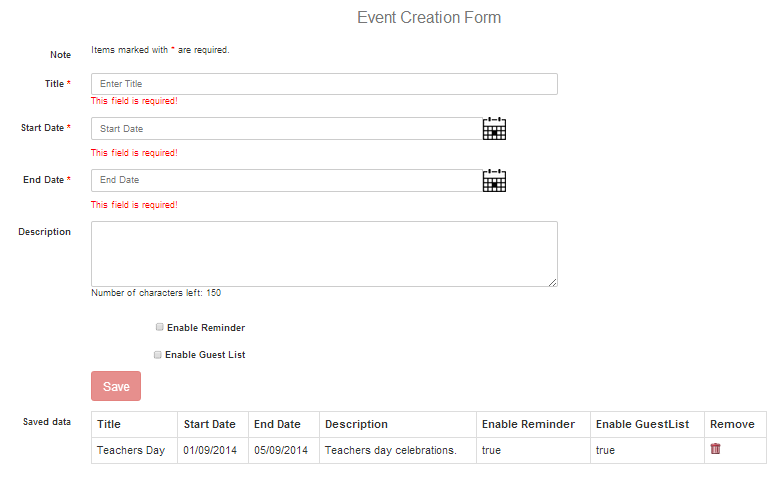 Event Creation Form
Note Items marked with * are required.
Title * Enter Title
This field is required!
Start Date * Start Date
This field is required!
End Date * End Date
This field is required!
Description
Number of characters left: 150
Enable Reminder
Enable Guest List
Save
Saved data Title Start Date End Date Description Enable Reminder Enable GuestList Remove
Teachers Day 01/09/2014 05/09/2014 Teachers day celebrations. true true